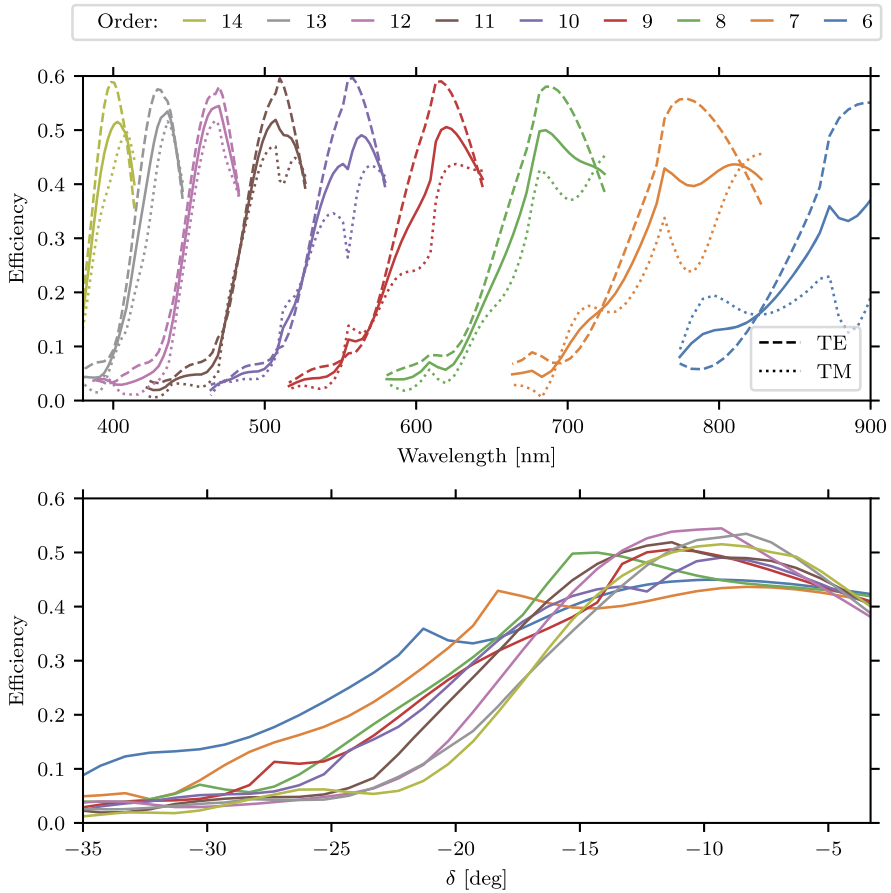 Order: 14 13 12 11 10 9 8 7 6
0.6
0.5
0.4
0.3
0.2
0.1
0.0
Efficiency
TE
TM
400 500 600 700 800 900
Wavelength [nm]
0.6
0.5
0.4
0.3
0.2
0.1
0.0
Efficiency
−35 −30 −25 −20 −15 −10 −5
δ [deg]